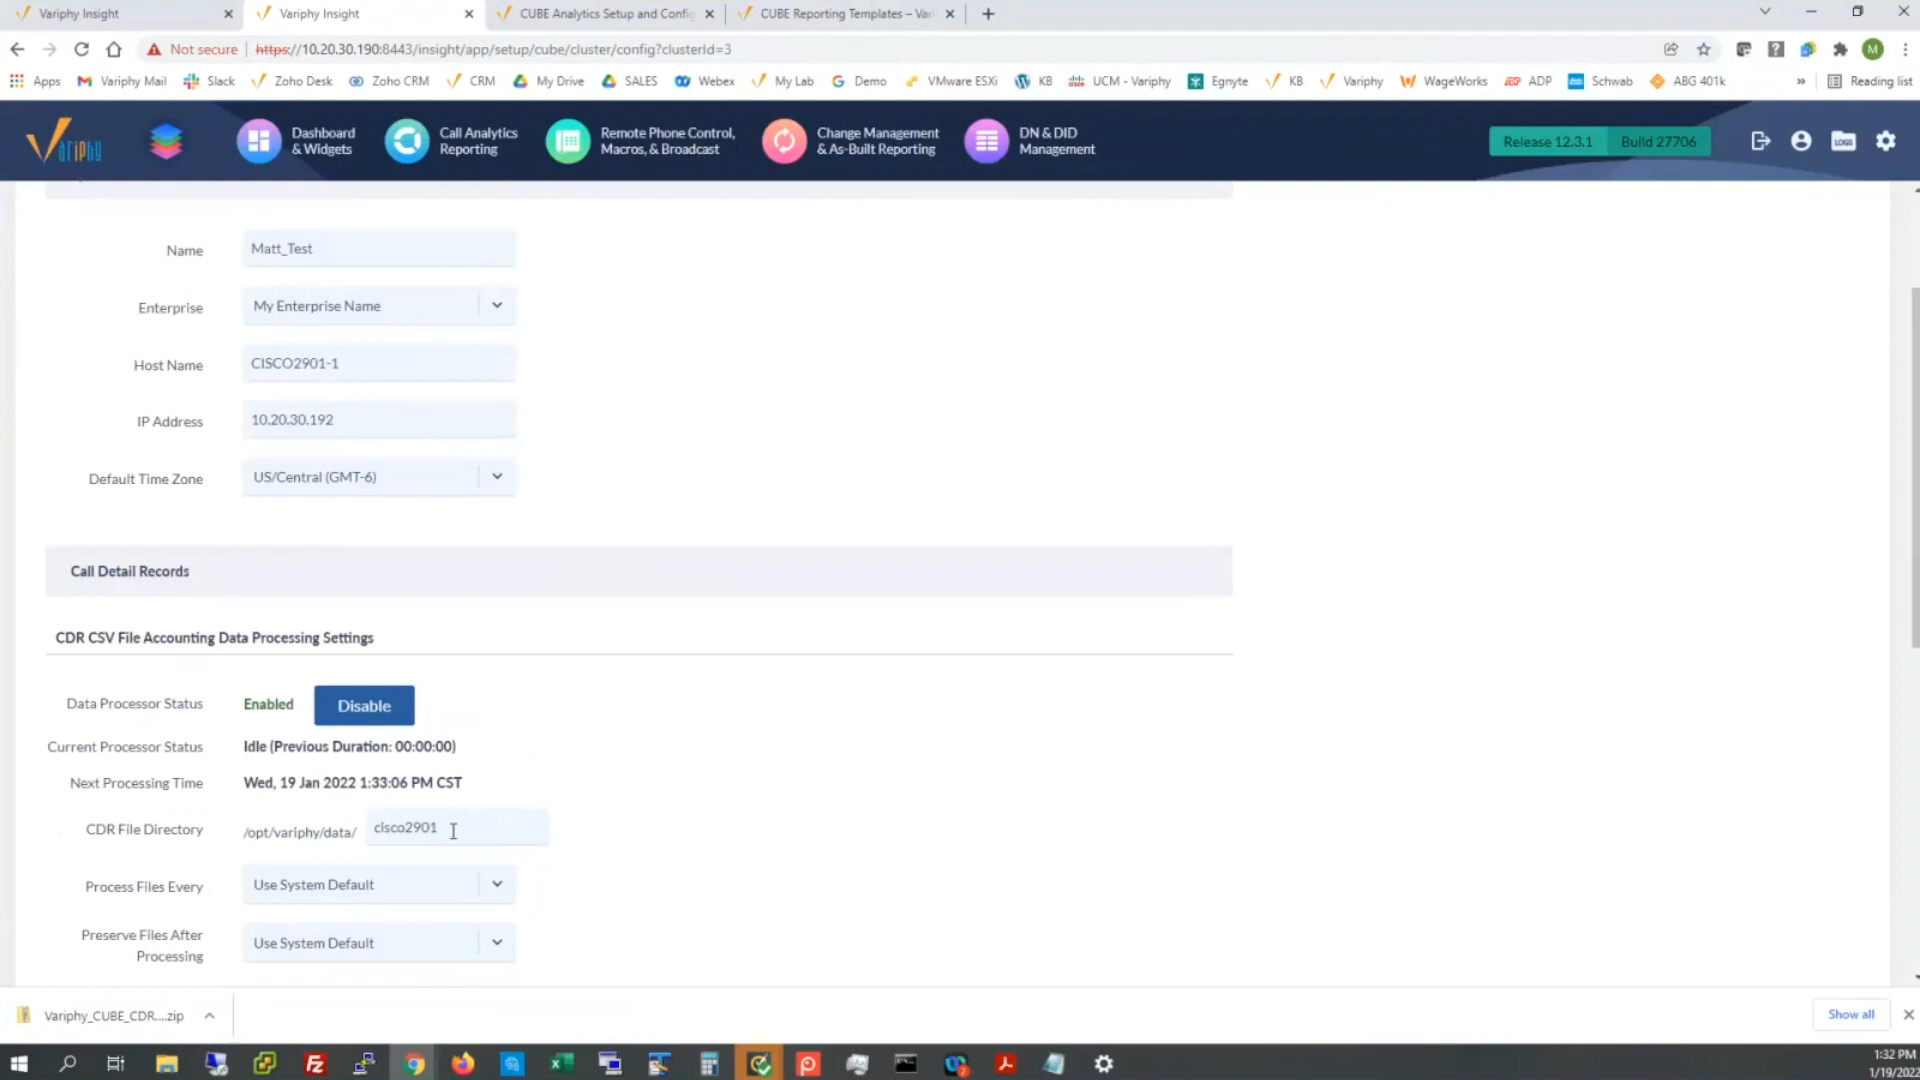 Variphy Insight
Variphy Insight
CUBE Analytics Setup and Config
CUBE Reporting Templates – Var
Not secure
https://10.20.30.190:8443/insight/app/setup/cube/cluster/config?clusterId=3
M
Apps
Variphy Mail
Slack
Zoho Desk
Zoho CRM
CRM
My Drive
SALES
Webex
My Lab
Demo
VMware ESXi
KB
UCM - Variphy
Egnyte
KB
Variphy
WageWorks
ADP
Schwab
ABG 401k
»
Reading list
Variphy
Dashboard
& Widgets
Call Analytics
Reporting
Remote Phone Control,
Macros, & Broadcast
Change Management
& As-Built Reporting
DN & DID
Management
Release 12.3.1
Build 27706
LOGS
Name
Matt_Test
Enterprise
My Enterprise Name
Host Name
CISCO2901-1
IP Address
10.20.30.192
Default Time Zone
US/Central (GMT-6)
Call Detail Records
CDR CSV File Accounting Data Processing Settings
Data Processor Status
Enabled
Disable
Current Processor Status
Idle (Previous Duration: 00:00:00)
Next Processing Time
Wed, 19 Jan 2022 1:33:06 PM CST
CDR File Directory
/opt/variphy/data/
cisco2901
Process Files Every
Use System Default
Preserve Files After
Processing
Use System Default
Variphy_CUBE_CDR....zip
Show all
1:32 PM
1/19/2022